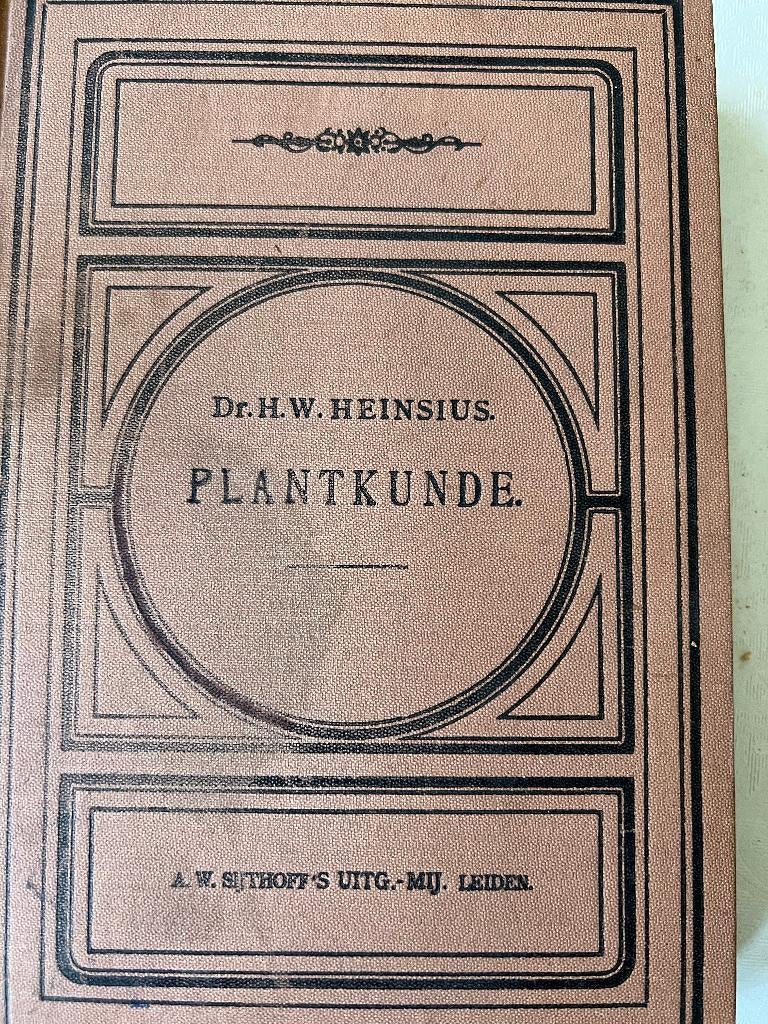 Dr. H. W. HEINSIUS.
PLANTKUNDE.
A. W. SIJTHOFF'S UITG.-MIJ. LEIDEN.